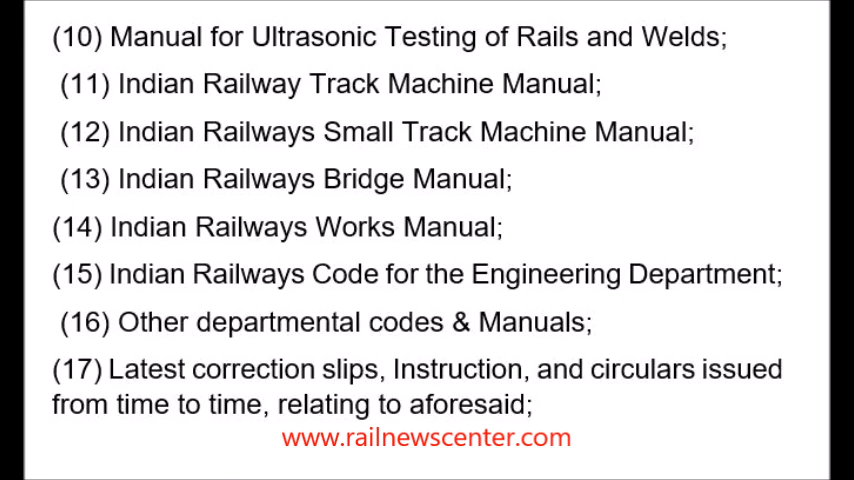 (10) Manual for Ultrasonic Testing of Rails and Welds;
(11) Indian Railway Track Machine Manual;
(12) Indian Railways Small Track Machine Manual;
(13) Indian Railways Bridge Manual;
(14) Indian Railways Works Manual;
(15) Indian Railways Code for the Engineering Department;
(16) Other departmental codes & Manuals;
(17) Latest correction slips, Instruction, and circulars issued
from time to time, relating to aforesaid;
www.railnewscenter.com